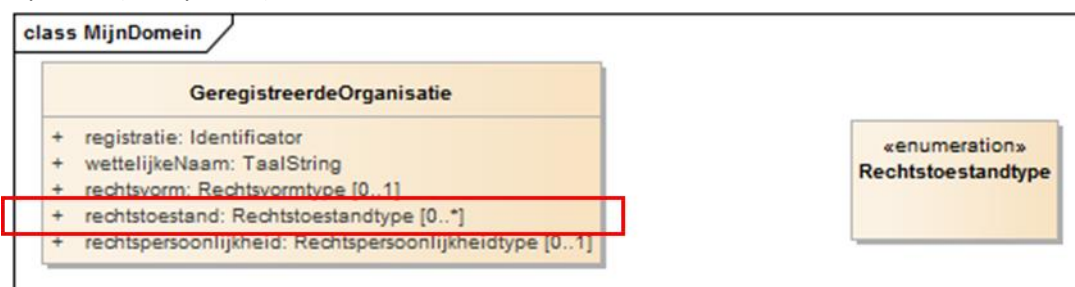 class MijnDomein
GeregistreerdeOrganisatie
+ registratie: Identificator
+ wettelijkeNaam: TaalString
+ rechtsvorm: Rechtsvormtype [0..1]
+ rechtstoestand: Rechtstoestandtype [0..*]
+ rechtspersoonlijkheid: Rechtspersoonlijkheidtype [0..1]
«enumeration»
Rechtstoestandtype